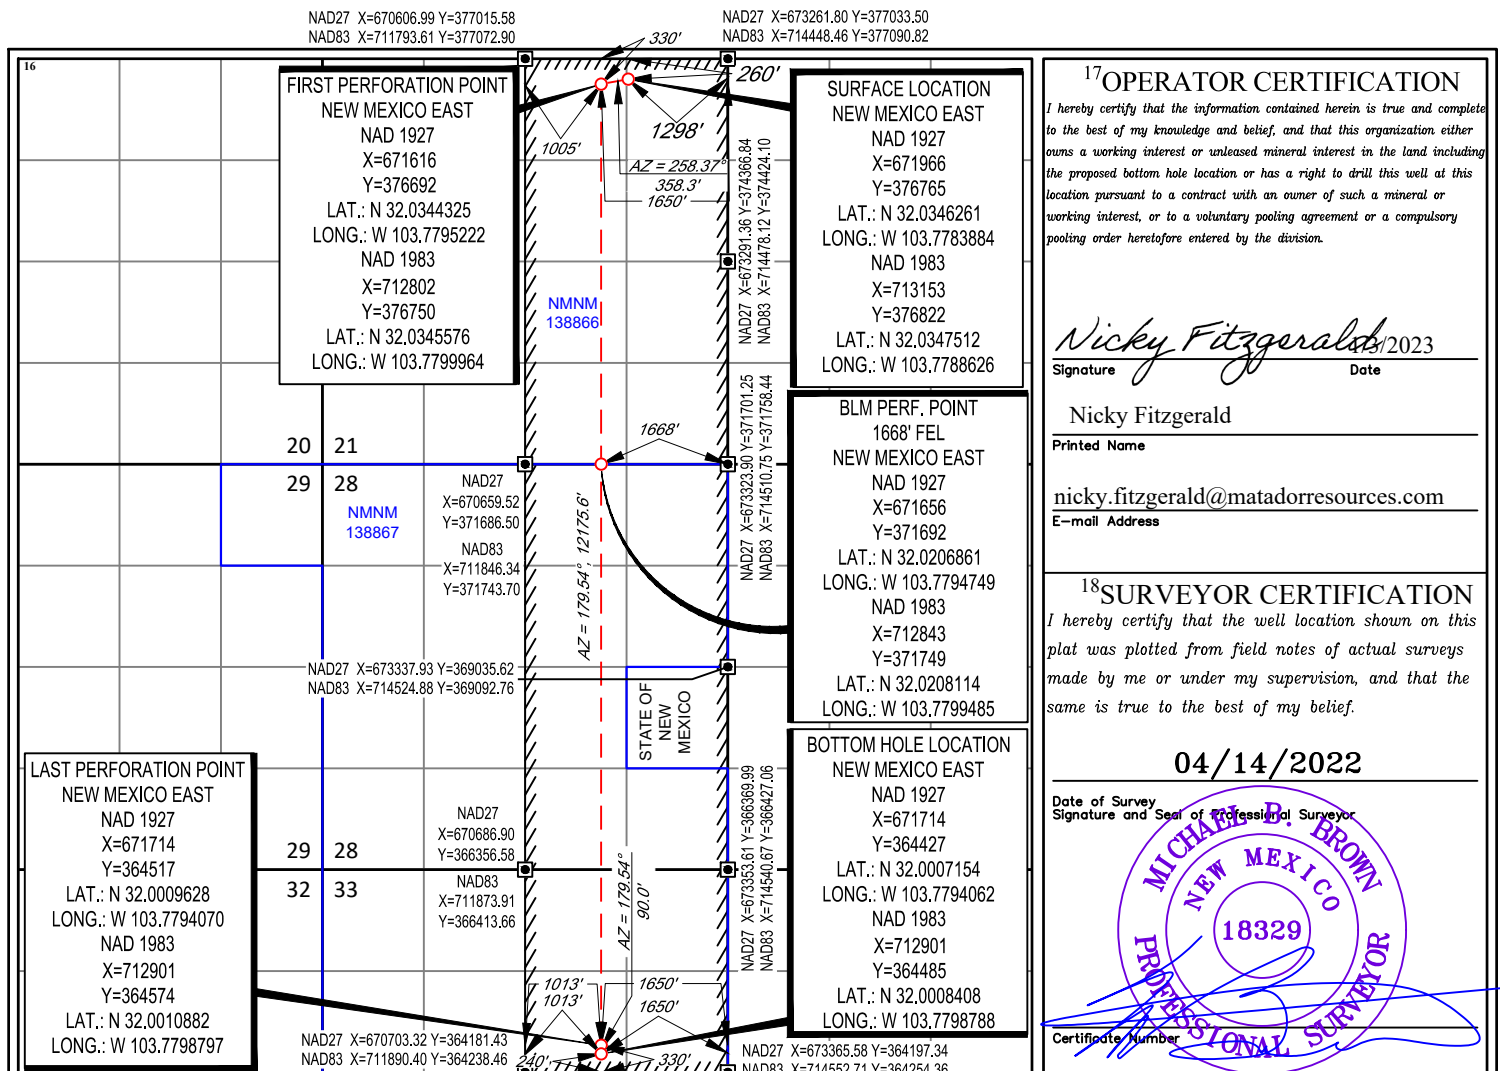 NAD27 X=670606.99 Y=377015.58
NAD83 X=711793.61 Y=377072.90
NAD27 X=673261.80 Y=377033.50
NAD83 X=714448.46 Y=377090.82
16
330'
260'
1298'
1005'
AZ = 258.37°
358.3'
1650'
FIRST PERFORATION POINT
NEW MEXICO EAST
NAD 1927
X=671616
Y=376692
LAT.: N 32.0344325
LONG.: W 103.7795222
NAD 1983
X=712802
Y=376750
LAT.: N 32.0345576
LONG.: W 103.7799964
SURFACE LOCATION
NEW MEXICO EAST
NAD 1927
X=671966
Y=376765
LAT.: N 32.0346261
LONG.: W 103.7783884
NAD 1983
X=713153
Y=376822
LAT.: N 32.0347512
LONG.: W 103.7788626
NAD27 X=673291.36 Y=374366.84
NAD83 X=714478.12 Y=374424.10
NMNM
138866
BLM PERF. POINT
1668' FEL
NEW MEXICO EAST
NAD 1927
X=671656
Y=371692
LAT.: N 32.0206861
LONG.: W 103.7794749
NAD 1983
X=712843
Y=371749
LAT.: N 32.0208114
LONG.: W 103.7799485
NAD27 X=673323.90 Y=371701.25
NAD83 X=714510.75 Y=371758.44
1668'
20 21
29 28
NMNM
138867
NAD27
X=670659.52
Y=371686.50
NAD83
X=711846.34
Y=371743.70
AZ = 179.54°, 12175.6'
NAD27 X=673337.93 Y=369035.62
NAD83 X=714524.88 Y=369092.76
STATE OF
NEW
MEXICO
BOTTOM HOLE LOCATION
NEW MEXICO EAST
NAD 1927
X=671714
Y=364427
LAT.: N 32.0007154
LONG.: W 103.7794062
NAD 1983
X=712901
Y=364485
LAT.: N 32.0008408
LONG.: W 103.7798788
LAST PERFORATION POINT
NEW MEXICO EAST
NAD 1927
X=671714
Y=364517
LAT.: N 32.0009628
LONG.: W 103.7794070
NAD 1983
X=712901
Y=364574
LAT.: N 32.0010882
LONG.: W 103.7798797
29 28
32 33
NAD27
X=670686.90
Y=366356.58
NAD83
X=711873.91
Y=366413.66
NAD27 X=673353.61 Y=366369.99
NAD83 X=714540.67 Y=366427.06
AZ = 179.54°
90.0'
1013'
1013'
1650'
1650'
NAD27 X=670703.32 Y=364181.43
NAD83 X=711890.40 Y=364238.46
240'
330'
NAD27 X=673365.58 Y=364197.34
NAD83 X=714552.71 Y=364254.36
17OPERATOR CERTIFICATION
I hereby certify that the information contained herein is true and complete
to the best of my knowledge and belief, and that this organization either
owns a working interest or unleased mineral interest in the land including
the proposed bottom hole location or has a right to drill this well at this
location pursuant to a contract with an owner of such a mineral or
working interest, or to a voluntary pooling agreement or a compulsory
pooling order heretofore entered by the division.
Nicky Fitzgerald
/2023
Signature Date
Nicky Fitzgerald
Printed Name
nicky.fitzgerald@matadorresources.com
E-mail Address
18SURVEYOR CERTIFICATION
I hereby certify that the well location shown on this
plat was plotted from field notes of actual surveys
made by me or under my supervision, and that the
same is true to the best of my belief.
04/14/2022
Date of Survey
Signature and Seal of Professional Surveyor
MICHAEL B. BROWN
NEW MEXICO
18329
PROFESSIONAL SURVEYOR
Certificate Number